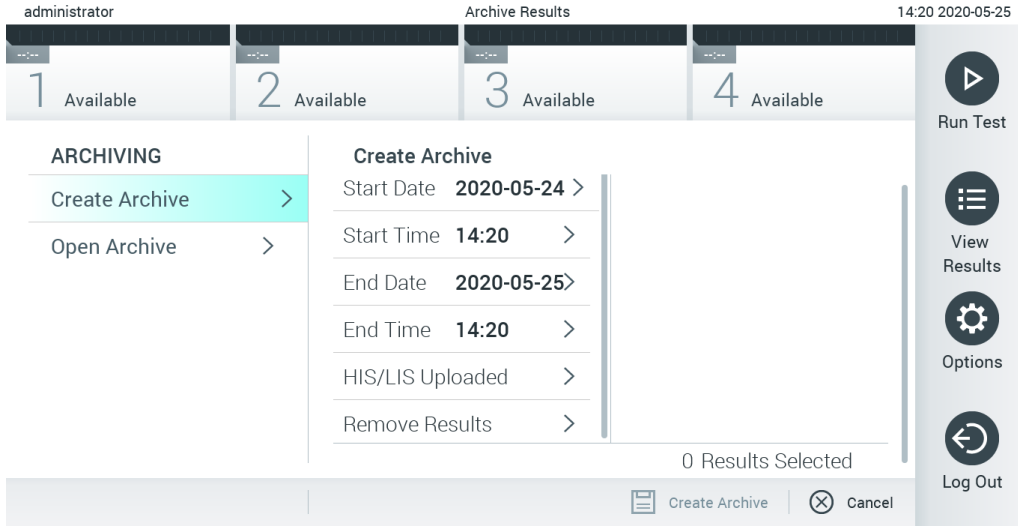 administrator
Archive Results
14:20 2020-05-25
--:--
1 Available
--:--
2 Available
--:--
3 Available
--:--
4 Available
ARCHIVING
Create Archive
Open Archive
Create Archive
Start Date 2020-05-24
Start Time 14:20
End Date 2020-05-25
End Time 14:20
HIS/LIS Uploaded
Remove Results
0 Results Selected
Create Archive
Cancel
Run Test
View
Results
Options
Log Out